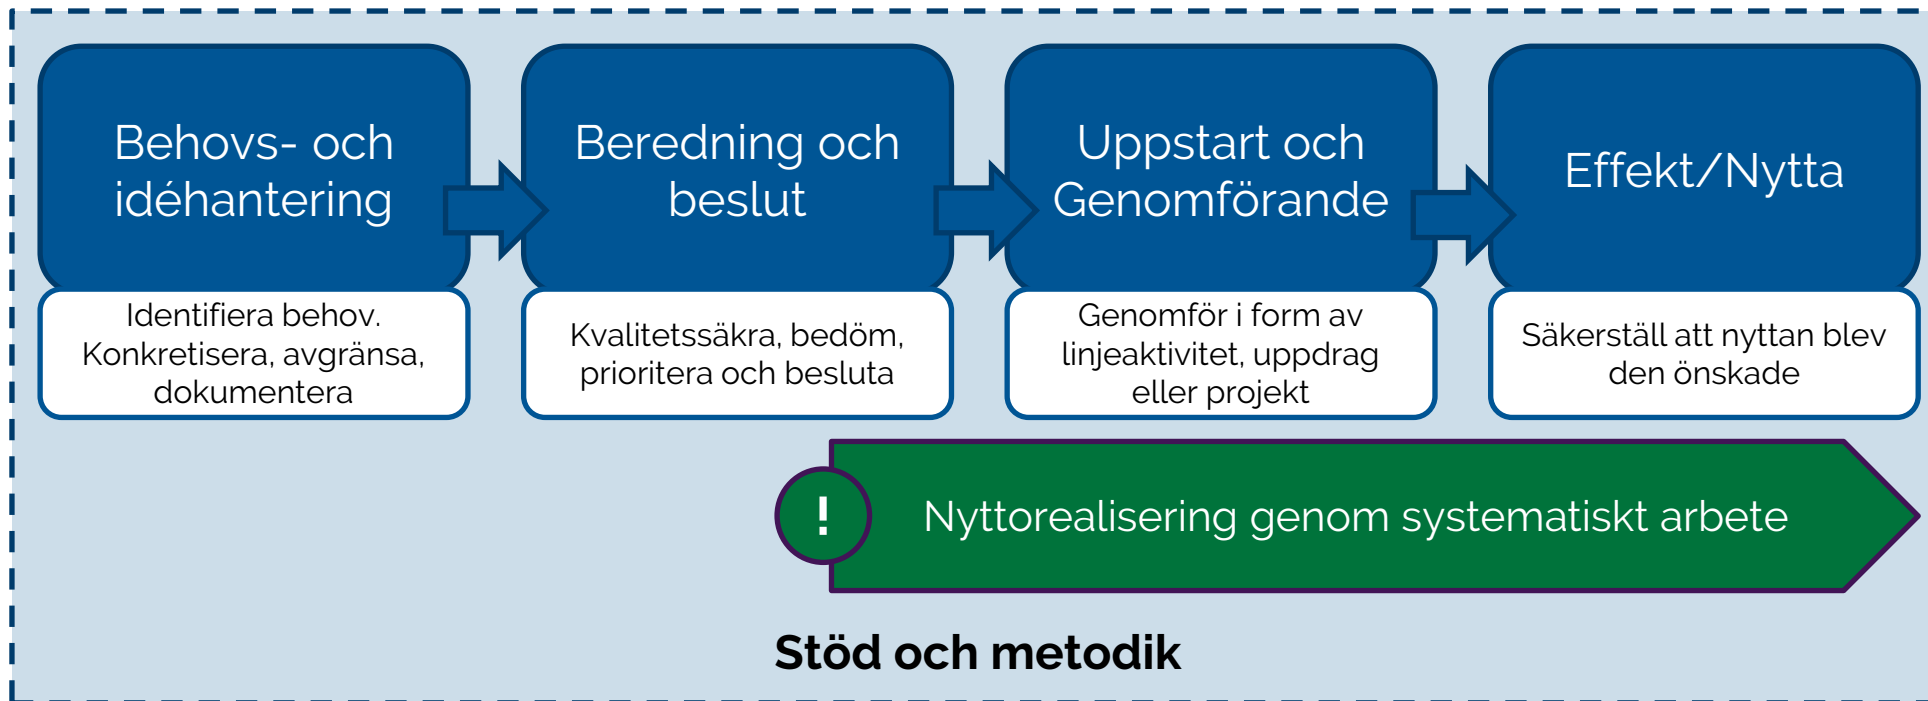 Behovs- och
idéhantering
Identifiera behov.
Konkretisera, avgränsa,
dokumentera
Beredning och
beslut
Kvalitetssäkra, bedöm,
prioritera och besluta
Uppstart och
Genomförande
Genomför i form av
linjeaktivitet, uppdrag
eller projekt
Effekt/Nytta
Säkerställ att nyttan blev
den önskade
!
Nyttorealisering genom systematiskt arbete
Stöd och metodik